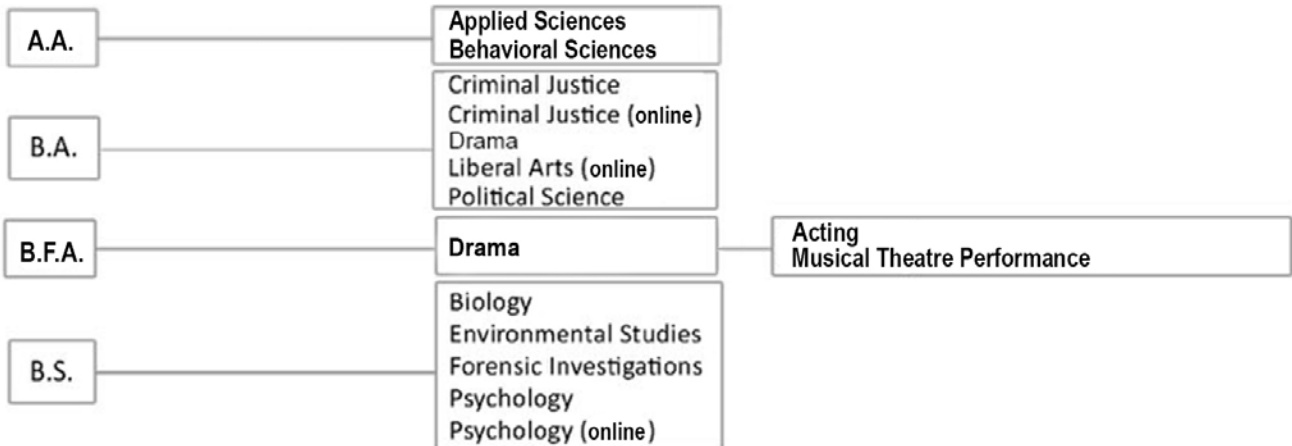 A.A.
Applied Sciences
Behavioral Sciences
B.A.
Criminal Justice
Criminal Justice (online)
Drama
Liberal Arts (online)
Political Science
B.F.A.
Drama
Acting
Musical Theatre Performance
B.S.
Biology
Environmental Studies
Forensic Investigations
Psychology
Psychology (online)